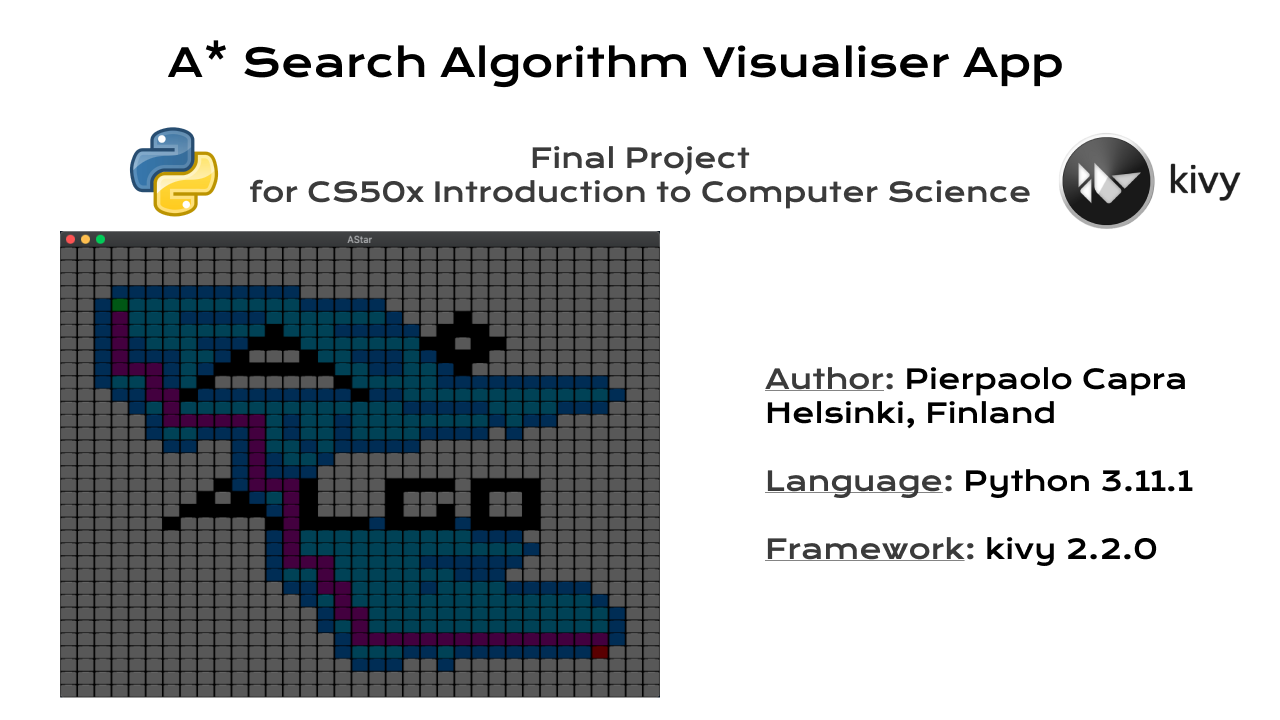 A* Search Algorithm Visualiser App
Final Project
for CS50x Introduction to Computer Science
kivy
AStar
A*
ALGO
Author: Pierpaolo Capra
Helsinki, Finland
Language: Python 3.11.1
Framework: kivy 2.2.0